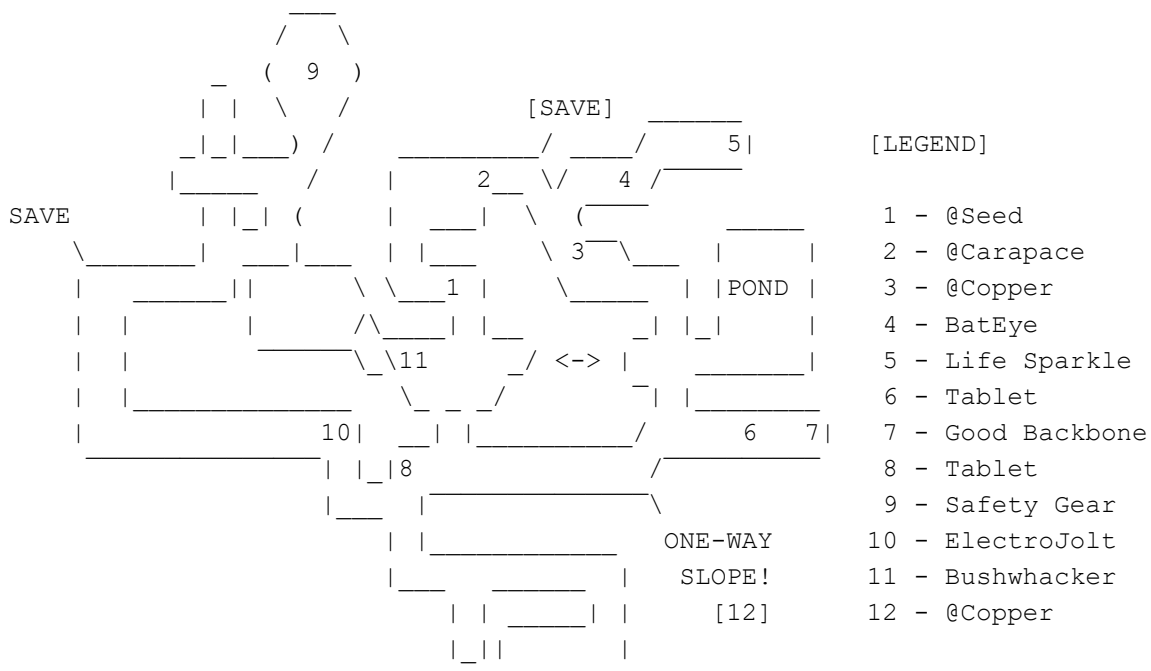 9
[SAVE]
5 [LEGEND]
2 4
SAVE 1 - @Seed
3 2 - @Carapace
1 POND 3 - @Copper
4 - BatEye
11 <-> 5 - Life Sparkle
6 - Tablet
10 6 7 7 - Good Backbone
8 8 - Tablet
9 - Safety Gear
ONE-WAY 10 - ElectroJolt
SLOPE! 11 - Bushwhacker
[12] 12 - @Copper